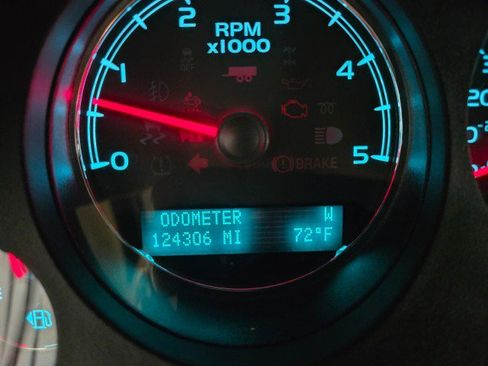 2 3
RPM
x1000
1 4
0 5
BRAKE
ODOMETER W
124306 MI 72°F